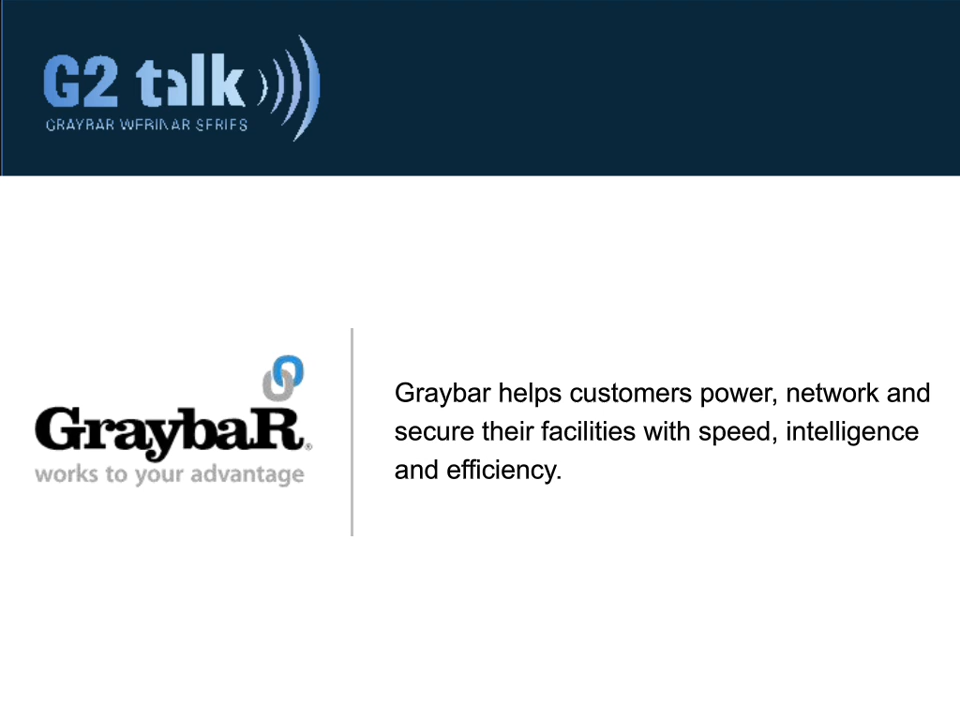 G2 talk
GRAYBAR WEBINAR SERIES
GraybaR®
works to your advantage
Graybar helps customers power, network and
secure their facilities with speed, intelligence
and efficiency.